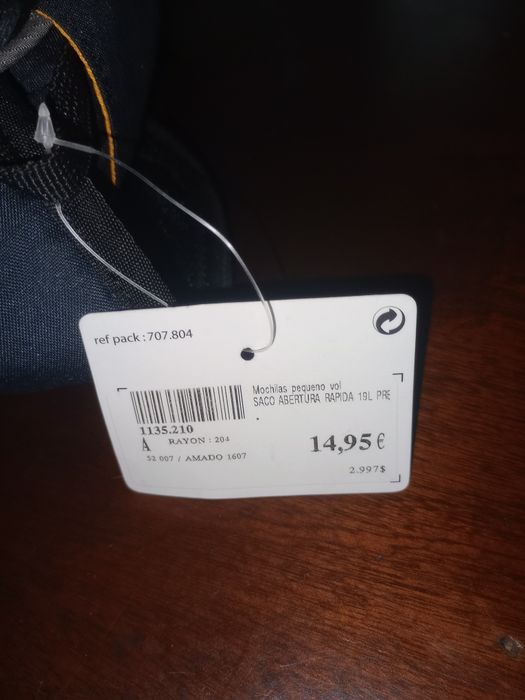 ref pack : 707.804
Mochilas pequeno vol
SACO ABERTURA RAPIDA 19L PRE
.
1135.210
A RAYON : 204
14,95€
52 007 / AMADO 1607
2.997$